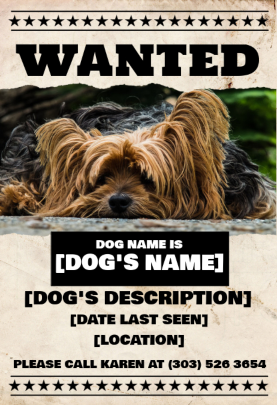 WANTED
DOG NAME IS
[DOG'S NAME]
[DOG'S DESCRIPTION]
[DATE LAST SEEN]
[LOCATION]
PLEASE CALL KAREN AT (303) 526 3654